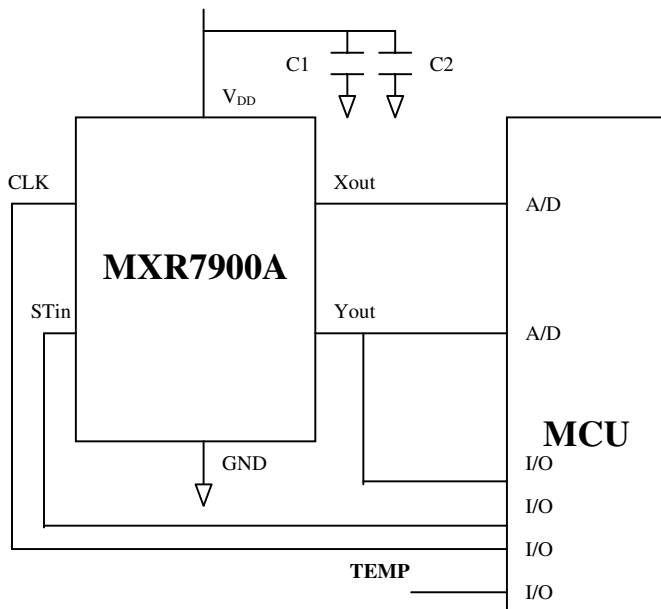 C1
C2
VDD
CLK
Xout
A/D
MXR7900A
STin
Yout
A/D
MCU
GND
I/O
I/O
I/O
TEMP
I/O